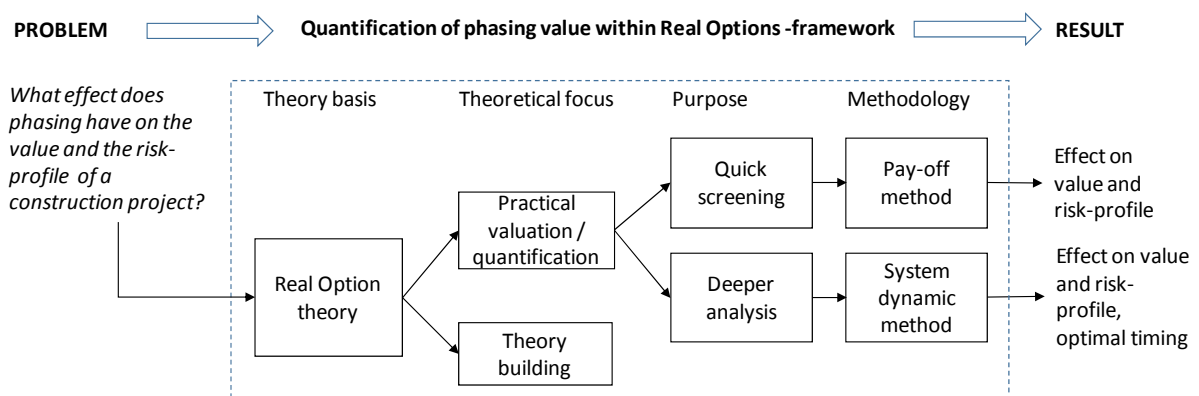 PROBLEM
Quantification of phasing value within Real Options -framework
RESULT
What effect does
phasing have on the
value and the risk-
profile of a
construction project?
Theory basis
Theoretical focus
Purpose
Methodology
Real Option
theory
Practical
valuation /
quantification
Theory
building
Quick
screening
Deeper
analysis
Pay-off
method
System
dynamic
method
Effect on
value and
risk-profile
Effect on value
and risk-
profile,
optimal timing